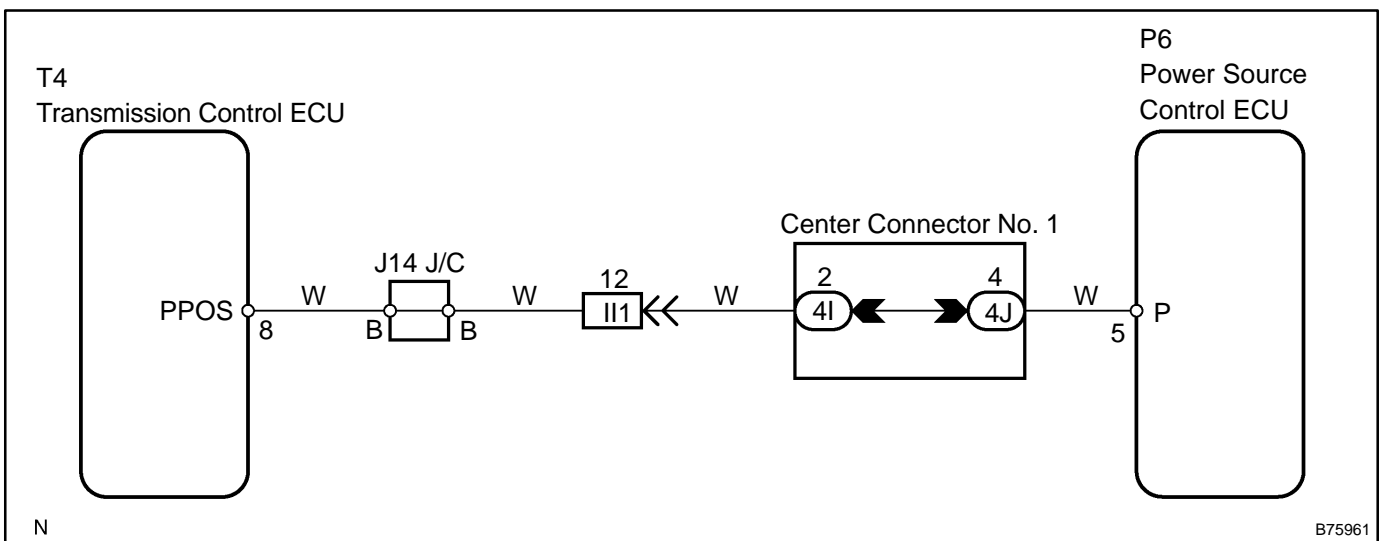 T4
Transmission Control ECU
P6
Power Source
Control ECU
Center Connector No. 1
J14 J/C
PPOS
8
W
B
B
W
12
II1
W
2
4I
4
4J
W
5
P
N
B75961